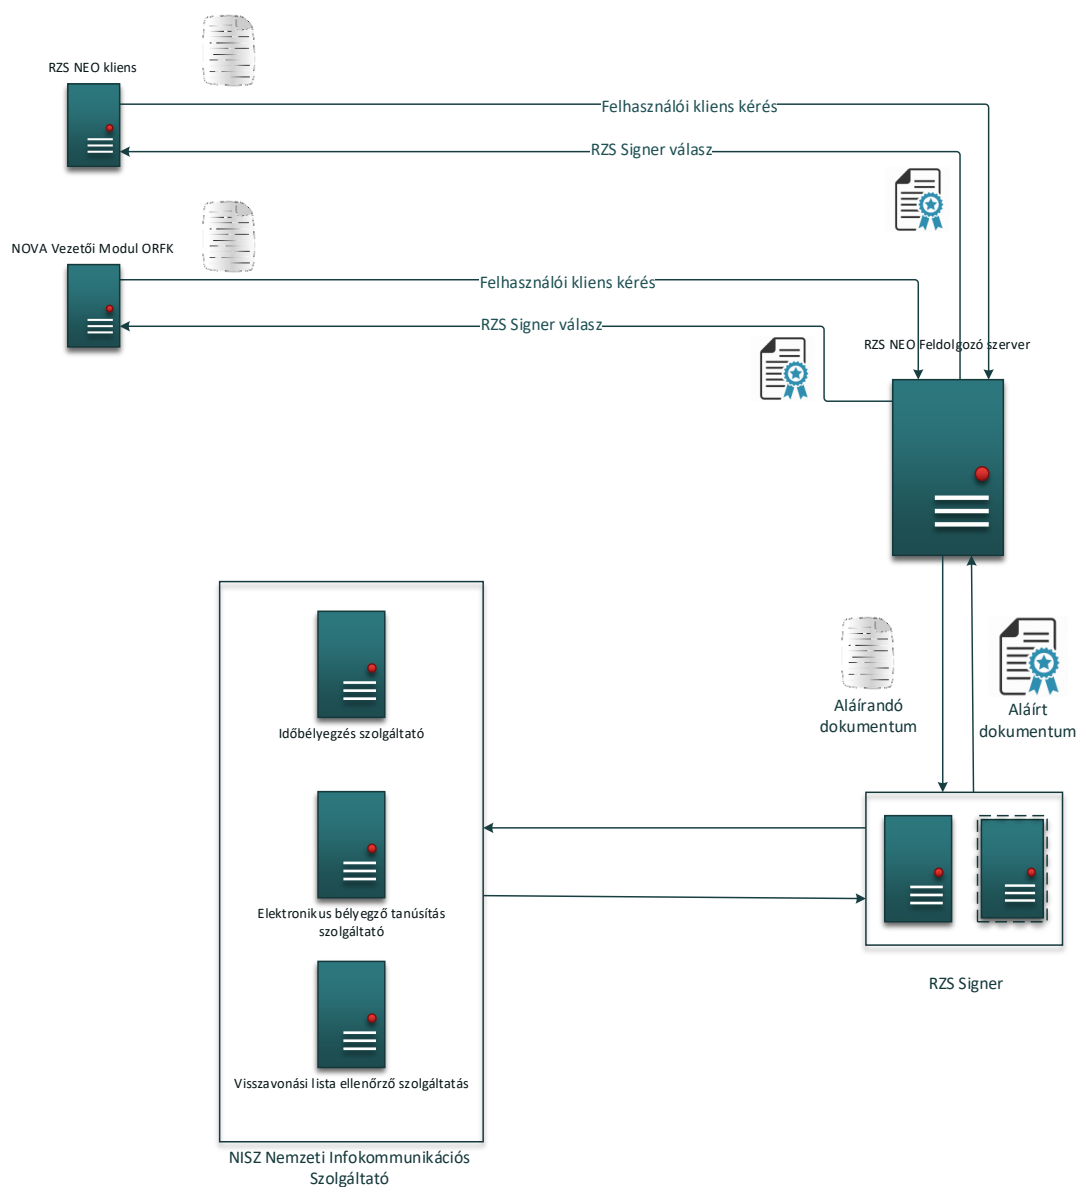 RZS NEO kliens
Felhasználói kliens kérés
RZS Signer válasz
NOVA Vezetői Modul ORFK
Felhasználói kliens kérés
RZS Signer válasz
RZS NEO Feldolgozó szerver
Aláírandó
dokumentum
Aláírt
dokumentum
Időbélyegzés szolgáltató
Elektronikus bélyegző tanúsítás
szolgáltató
Visszavonási lista ellenőrző szolgáltatás
RZS Signer
NISZ Nemzeti Infokommunikációs
Szolgáltató